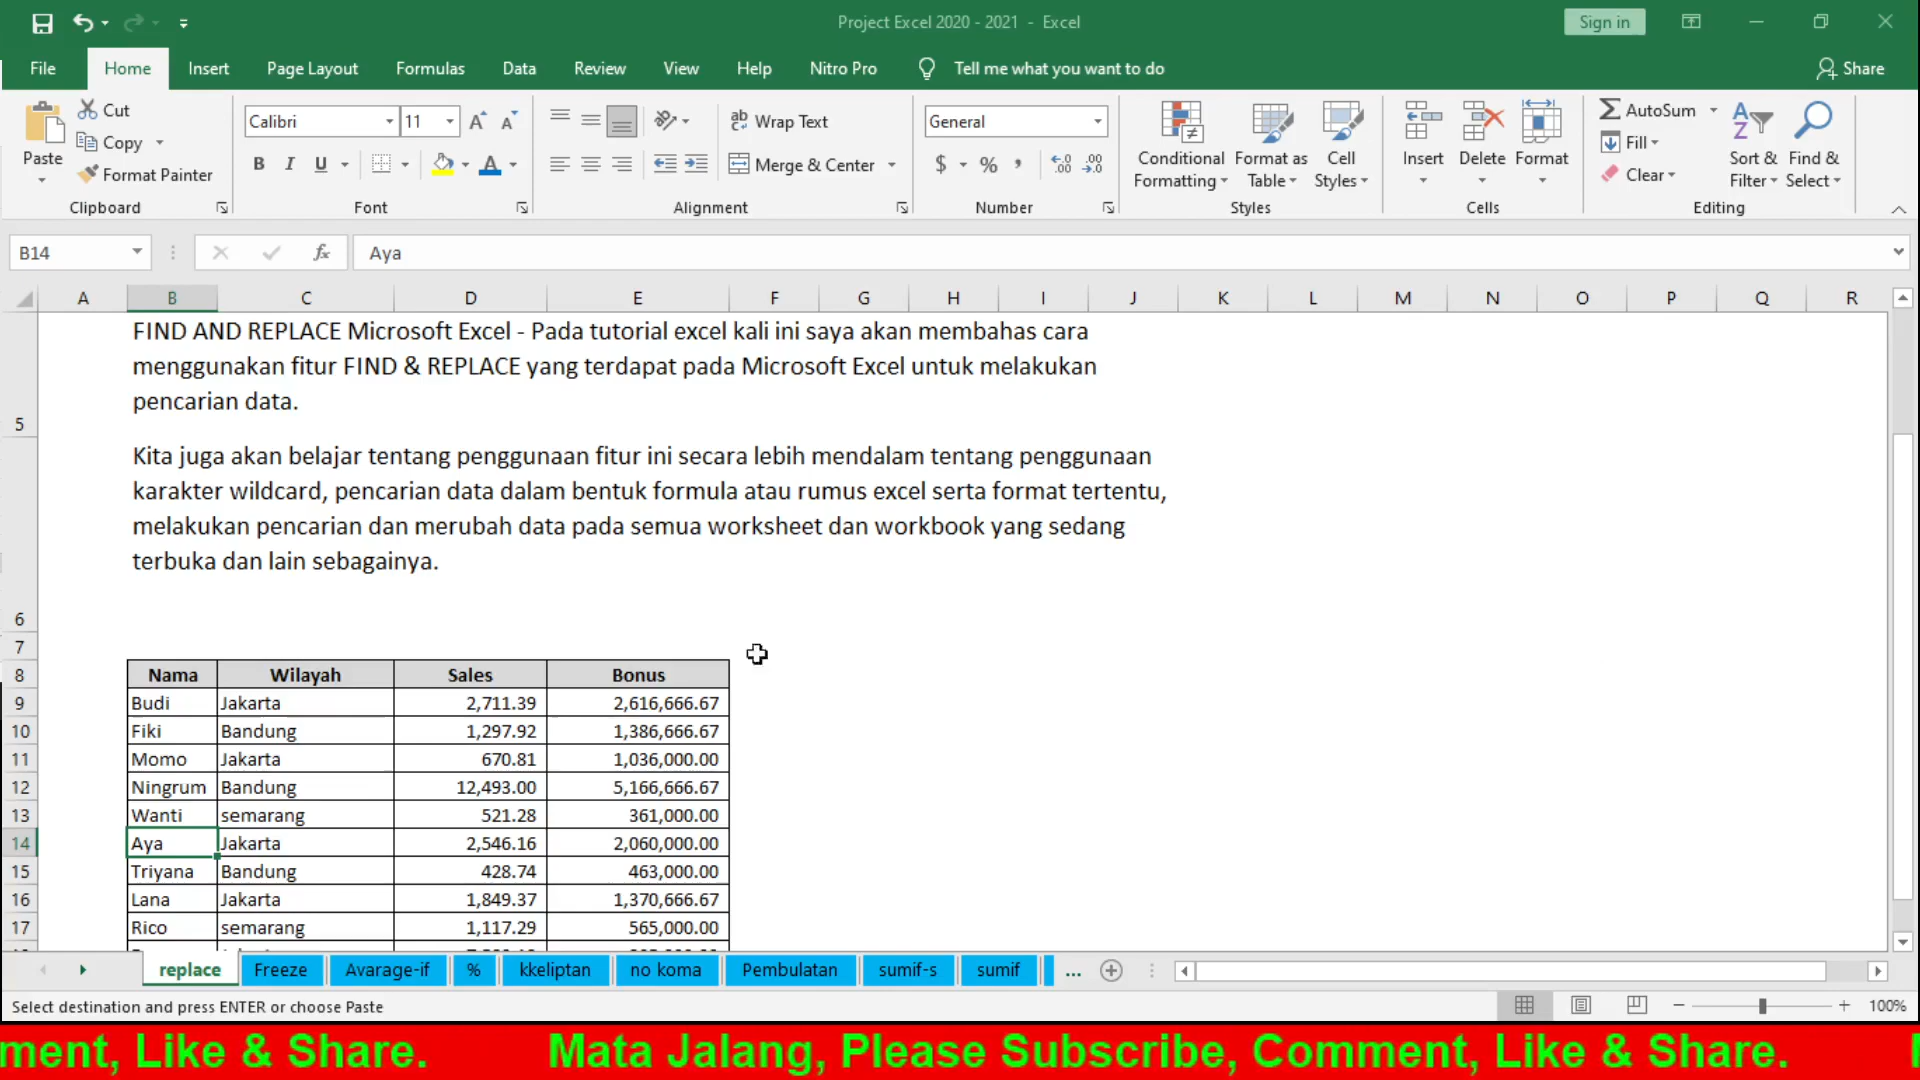 Project Excel 2020 - 2021 - Excel
Sign in
File Home Insert Page Layout Formulas Data Review View Help Nitro Pro Tell me what you want to do Share
Paste
Cut
Copy
Format Painter
Clipboard
Calibri 11
B I U
Font
Wrap Text
Merge & Center
Alignment
General
$ % ,
Number
Conditional Formatting
Format as Table
Cell Styles
Styles
Insert Delete Format
Cells
AutoSum
Fill
Clear
Sort & Filter
Find & Select
Editing
B14 fx Aya
A B C D E F G H I J K L M N O P Q R
FIND AND REPLACE Microsoft Excel - Pada tutorial excel kali ini saya akan membahas cara
menggunakan fitur FIND & REPLACE yang terdapat pada Microsoft Excel untuk melakukan
pencarian data.
5
Kita juga akan belajar tentang penggunaan fitur ini secara lebih mendalam tentang penggunaan
karakter wildcard, pencarian data dalam bentuk formula atau rumus excel serta format tertentu,
melakukan pencarian dan merubah data pada semua worksheet dan workbook yang sedang
terbuka dan lain sebagainya.
6
7
8 Nama Wilayah Sales Bonus
9 Budi Jakarta 2,711.39 2,616,666.67
10 Fiki Bandung 1,297.92 1,386,666.67
11 Momo Jakarta 670.81 1,036,000.00
12 Ningrum Bandung 12,493.00 5,166,666.67
13 Wanti semarang 521.28 361,000.00
14 Aya Jakarta 2,546.16 2,060,000.00
15 Triyana Bandung 428.74 463,000.00
16 Lana Jakarta 1,849.37 1,370,666.67
17 Rico semarang 1,117.29 565,000.00
replace Freeze Avarage-if % kkeliptan no koma Pembulatan sumif-s sumif ...
Select destination and press ENTER or choose Paste
100%
ment, Like & Share. Mata Jalang, Please Subscribe, Comment, Like & Share.